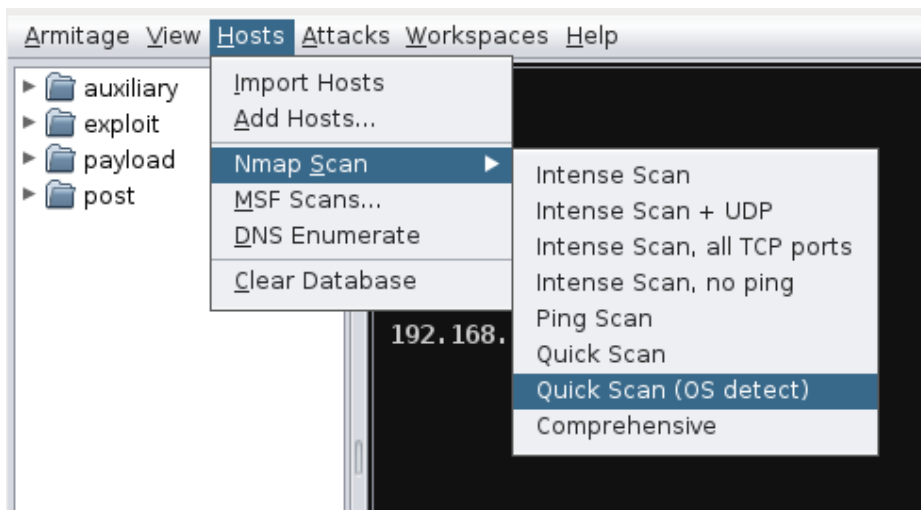 Armitage View Hosts Attacks Workspaces Help
auxiliary
exploit
payload
post
Import Hosts
Add Hosts...
Nmap Scan
MSF Scans...
DNS Enumerate
Clear Database
Intense Scan
Intense Scan + UDP
Intense Scan, all TCP ports
Intense Scan, no ping
Ping Scan
Quick Scan
Quick Scan (OS detect)
Comprehensive
192.168.